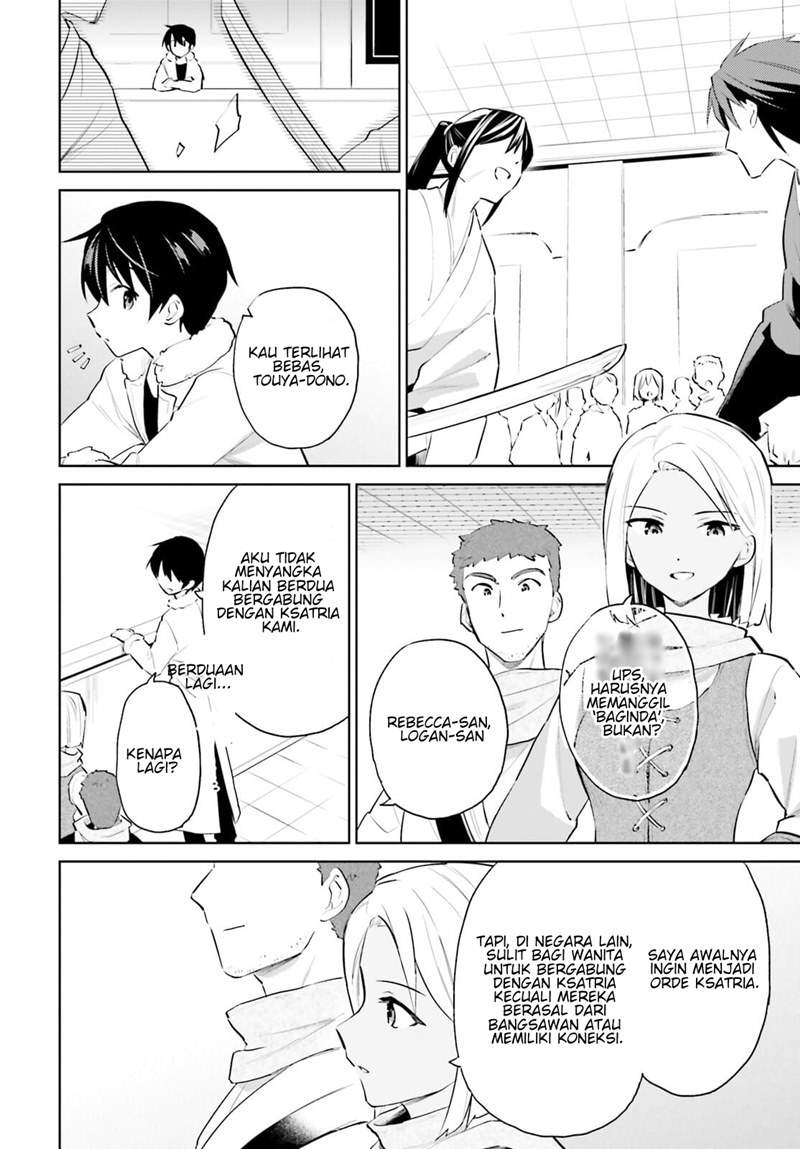 KAU TERLIHAT
BEBAS,
TOUYA-DONO.
UPS,
HARUSNYA
MEMANGGIL
'BAGINDA',
BUKAN?
REBECCA-SAN,
LOGAN-SAN
AKU TIDAK
MENYANGKA
KALIAN BERDUA
BERGABUNG
DENGAN KSATRIA
KAMI.
BERDUAAN
LAGI...
KENAPA
LAGI?
SAYA AWALNYA
INGIN MENJADI
ORDE KSATRIA.
TAPI, DI NEGARA LAIN,
SULIT BAGI WANITA
UNTUK BERGABUNG
DENGAN KSATRIA
KECUALI MEREKA
BERASAL DARI
BANGSAWAN ATAU
MEMILIKI KONEKSI.